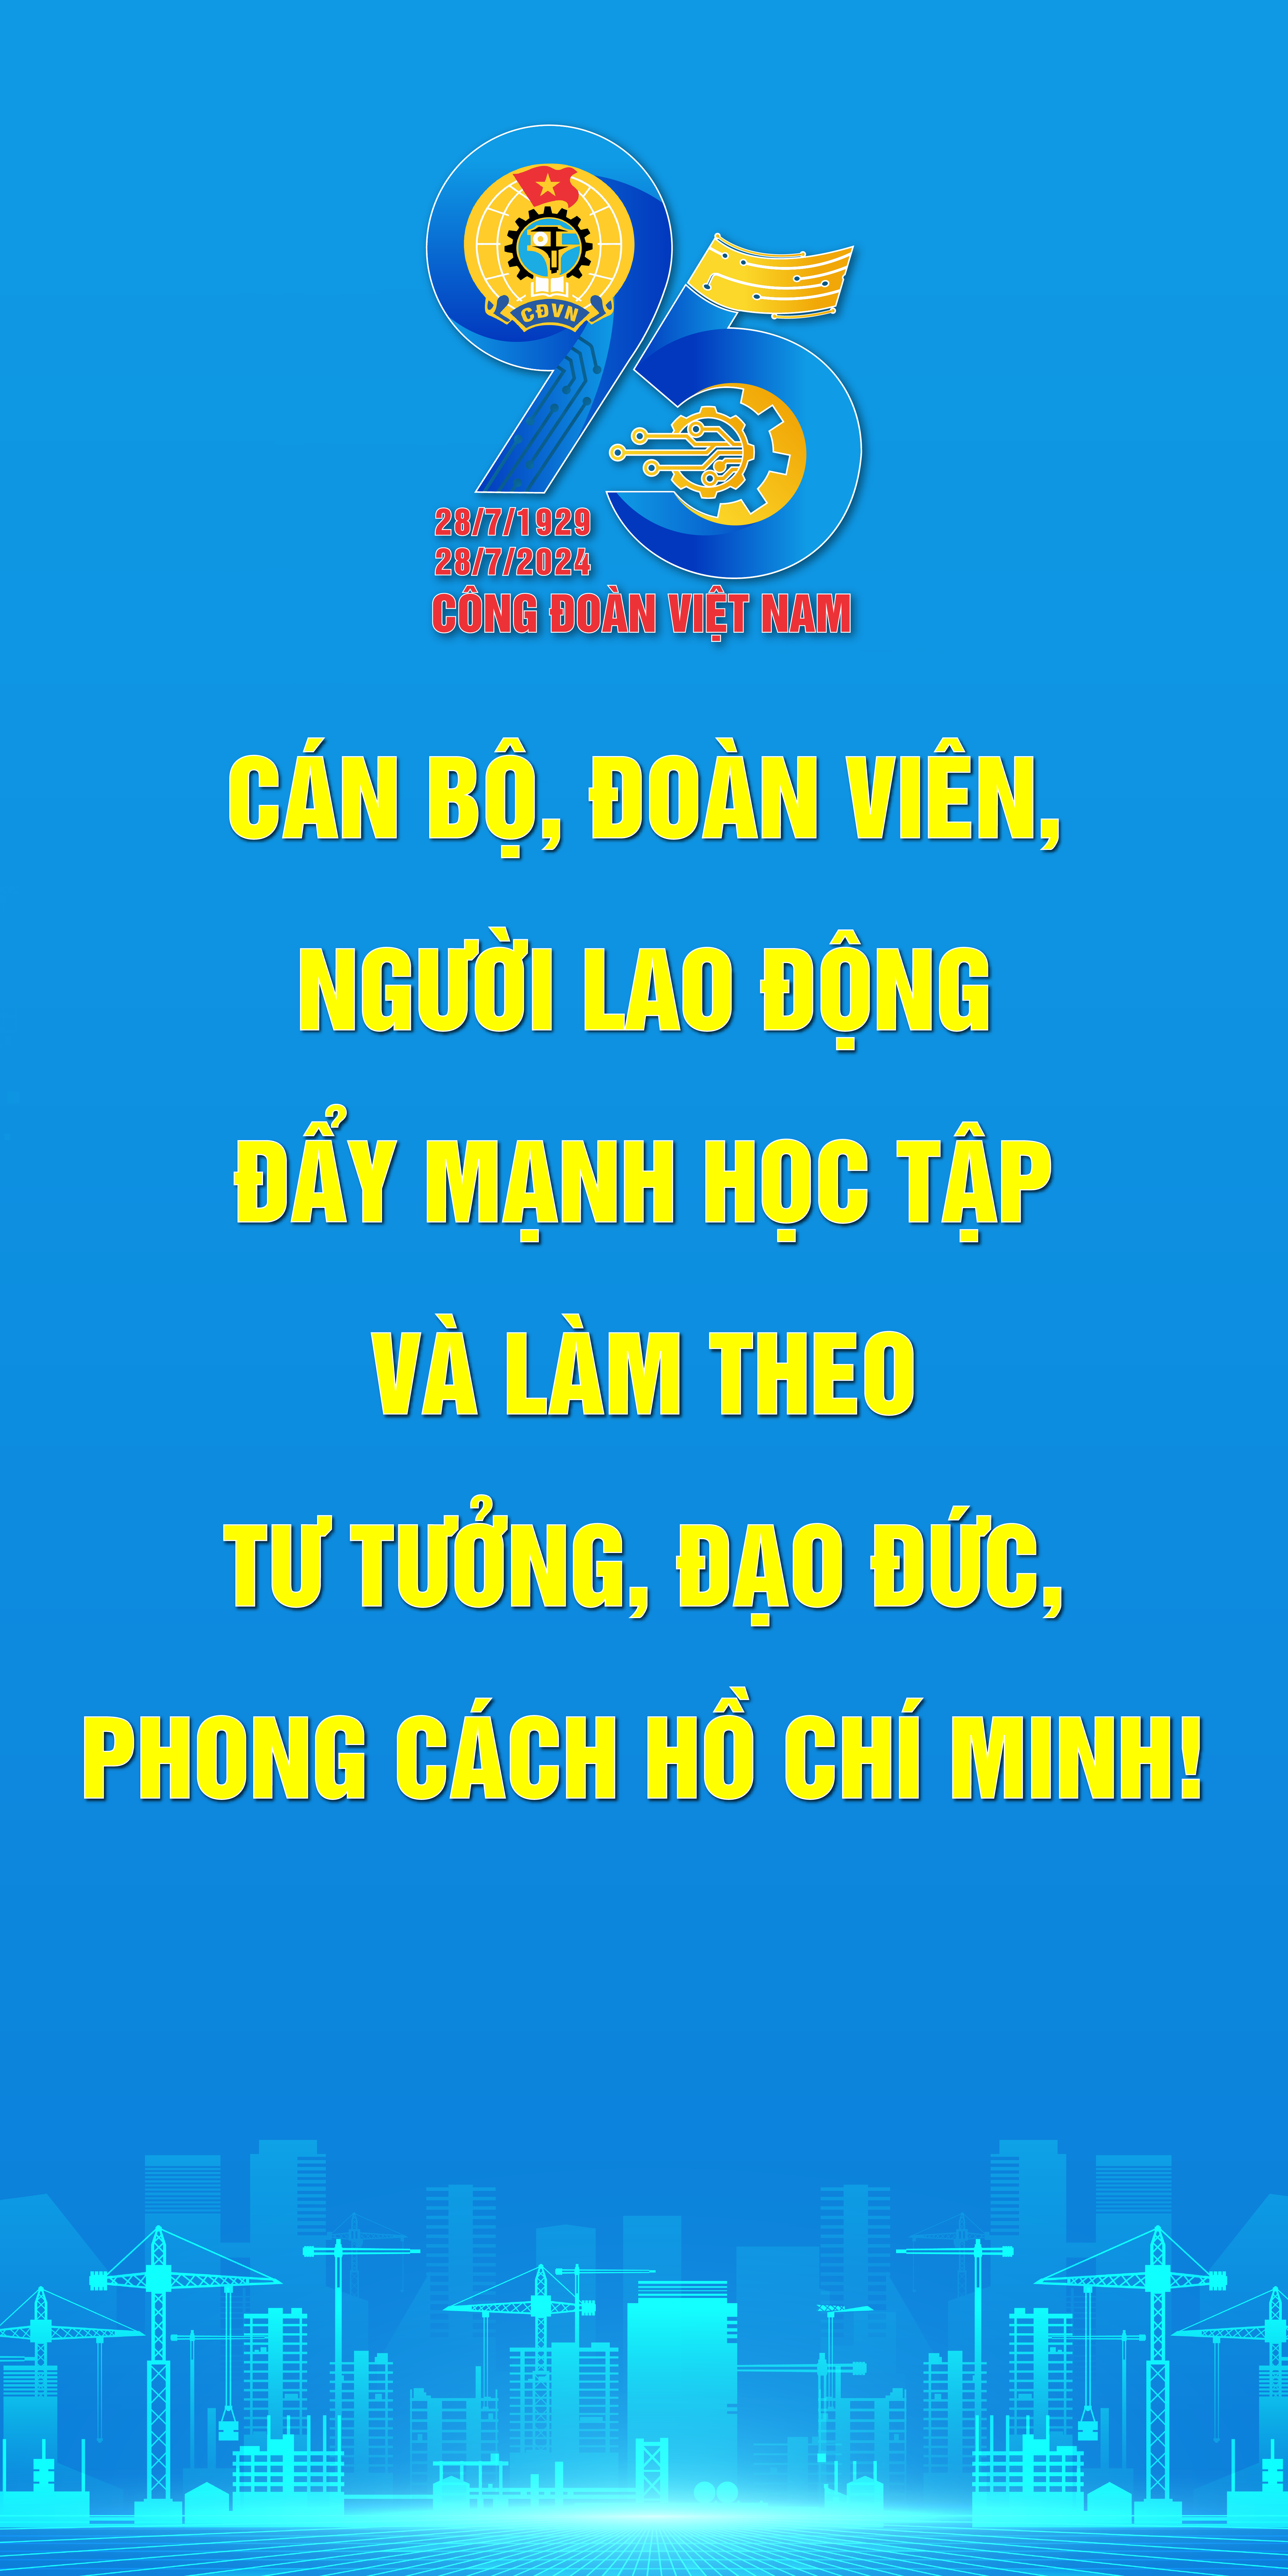 CĐVN
28/7/1929
28/7/2024
CÔNG ĐOÀN VIỆT NAM
CÁN BỘ, ĐOÀN VIÊN,
NGƯỜI LAO ĐỘNG
ĐẨY MẠNH HỌC TẬP
VÀ LÀM THEO
TƯ TƯỞNG, ĐẠO ĐỨC,
PHONG CÁCH HỒ CHÍ MINH!